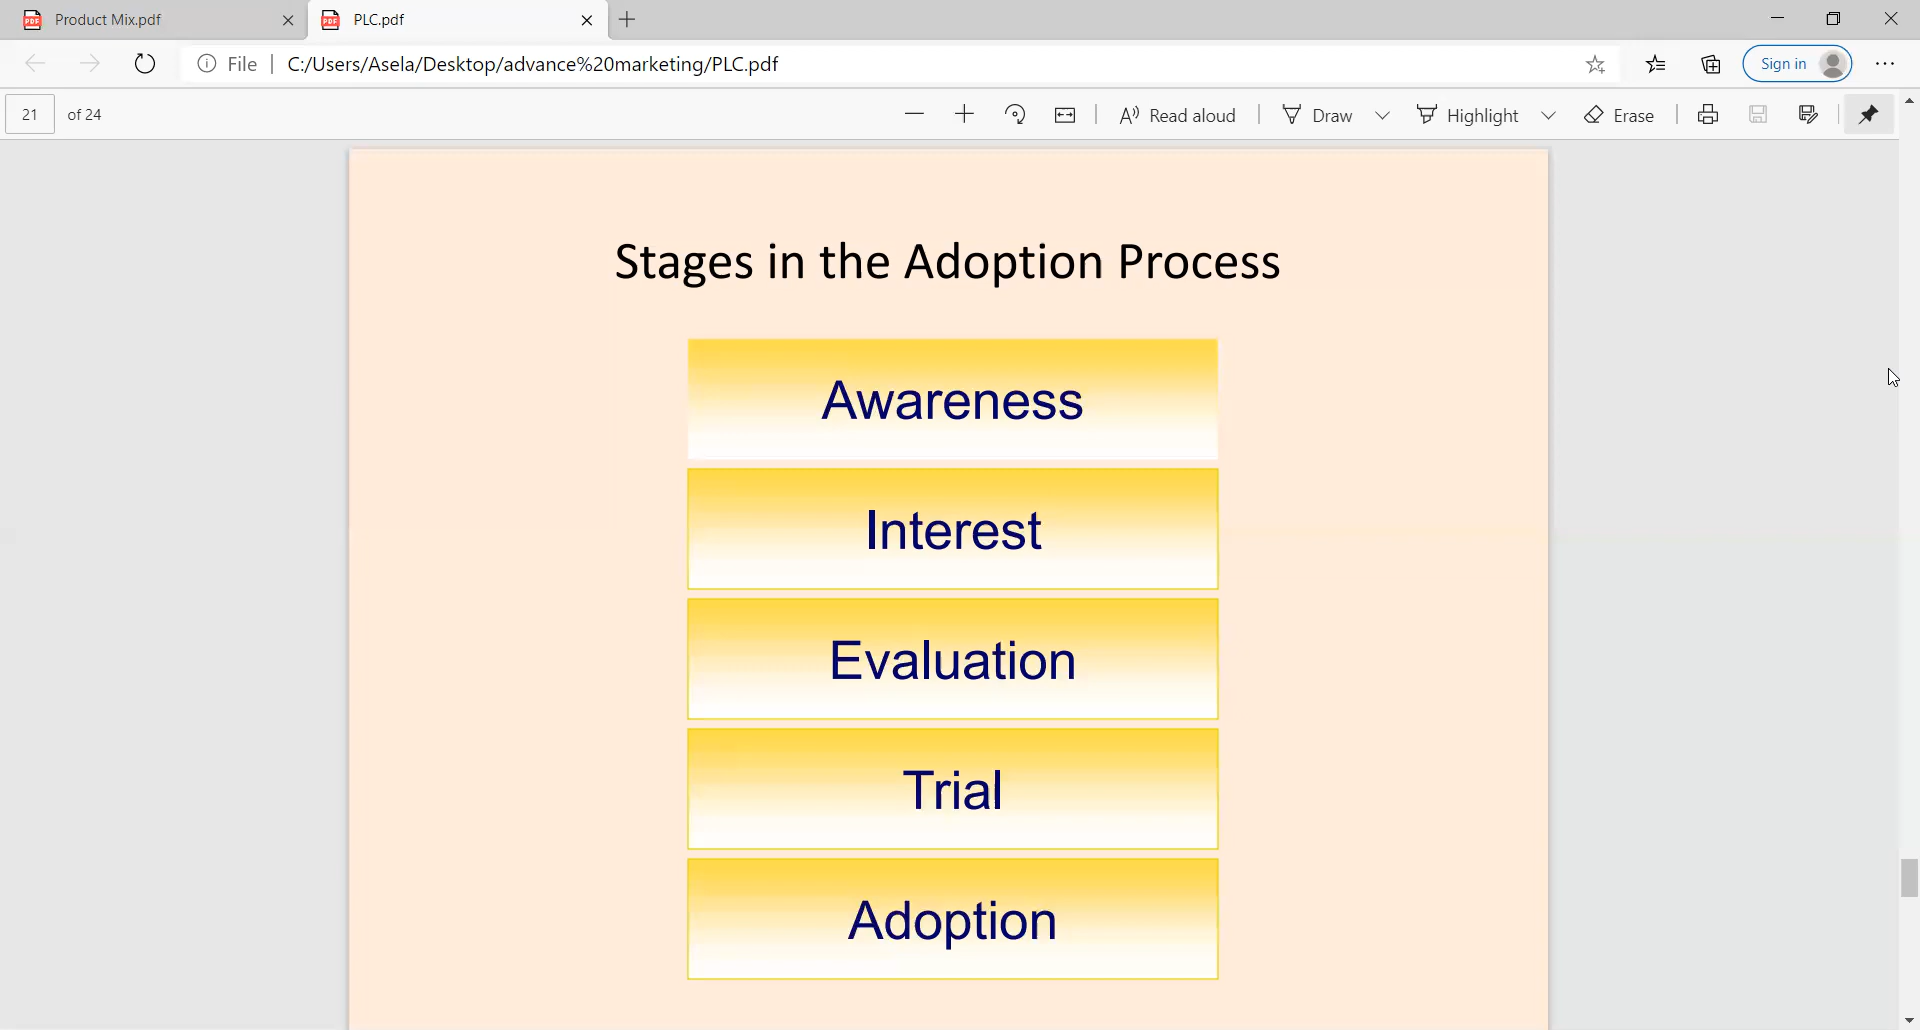 Product Mix.pdf
PLC.pdf
File
C:/Users/Asela/Desktop/advance%20marketing/PLC.pdf
Sign in
21 of 24
Read aloud
Draw
Highlight
Erase
Stages in the Adoption Process
Awareness
Interest
Evaluation
Trial
Adoption